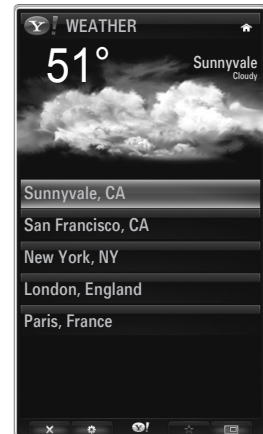 Y! WEATHER
51°
Sunnyvale
Cloudy
Sunnyvale, CA
San Francisco, CA
New York, NY
London, England
Paris, France
Y!